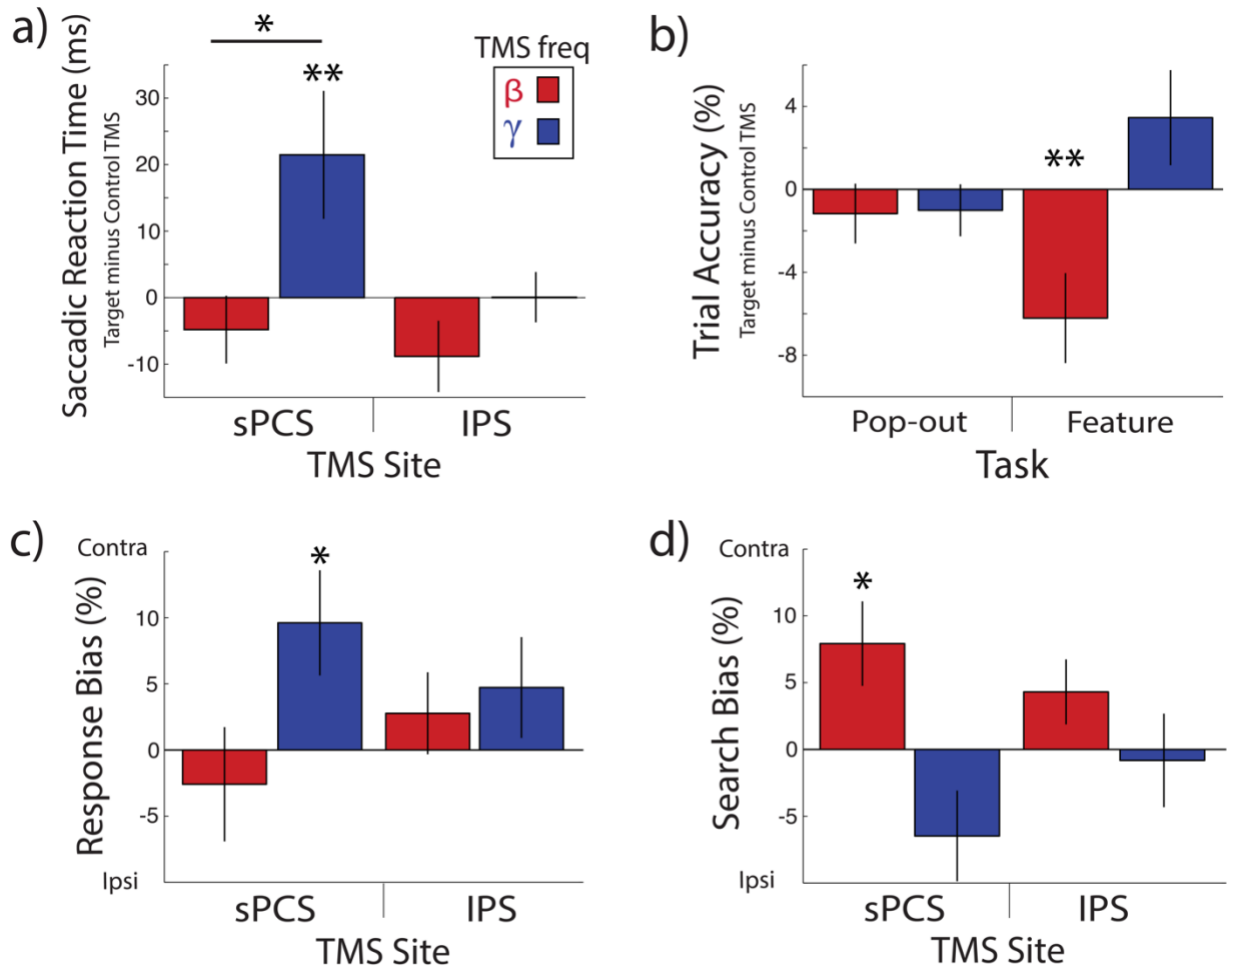 a)
Saccadic Reaction Time (ms)
Target minus Control TMS
*
**
30
20
10
0
-10
TMS freq
β
γ
sPCS
IPS
TMS Site
b)
Trial Accuracy (%)
Target minus Control TMS
4
0
-4
-8
**
Pop-out
Feature
Task
c)
Contra
Response Bias (%)
*
10
5
0
-5
Ipsi
sPCS
IPS
TMS Site
d)
Contra
Search Bias (%)
*
10
5
0
-5
Ipsi
sPCS
IPS
TMS Site